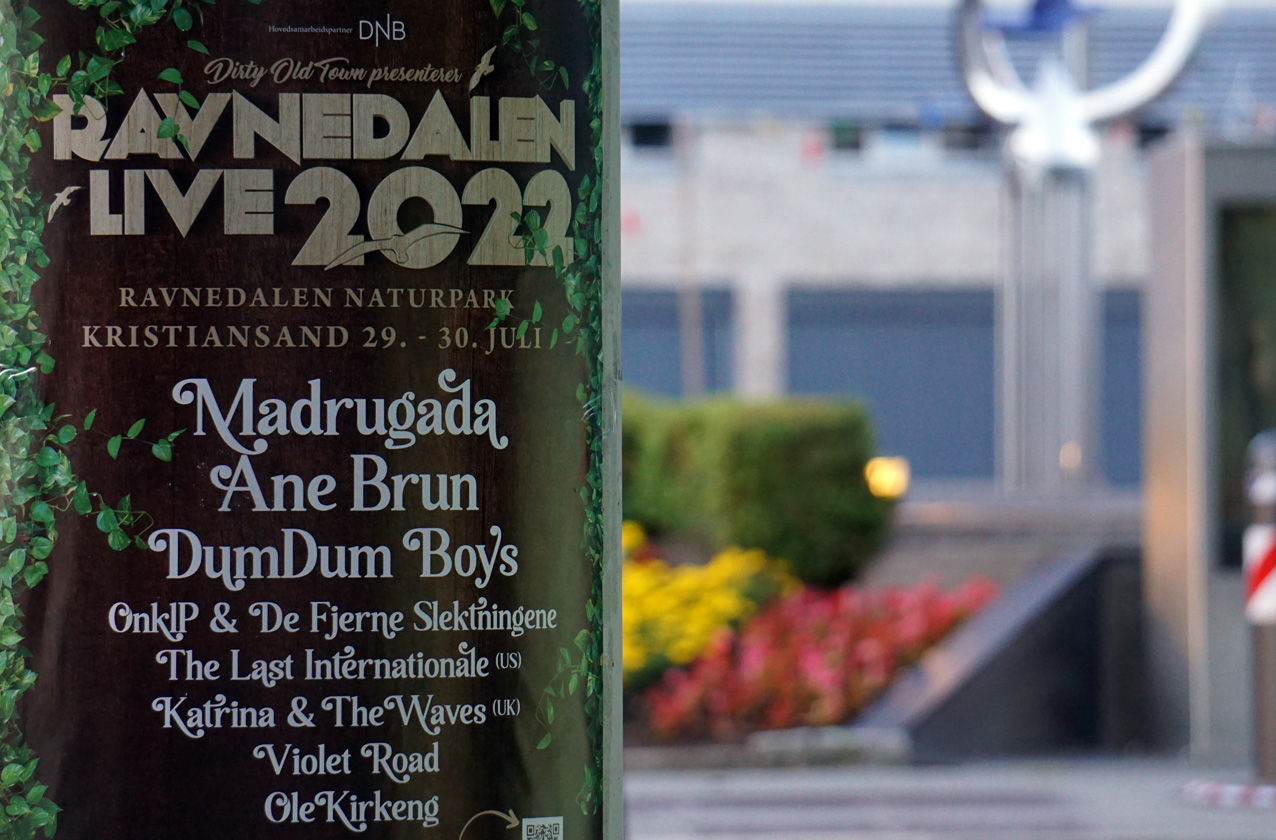 Hovedsamarbeidspartner DNB
Dirty Old Town presenterer
RAVNEDALEN
LIVE 2022
RAVNEDALEN NATURPARK
KRISTIANSAND 29. - 30. JULI
Madrugada
Ane Brun
DumDum Boys
OnklP & De Fjerne Slektningene
The Last Internationale (US)
Katrina & The Waves (UK)
Violet Road
Ole Kirkeng